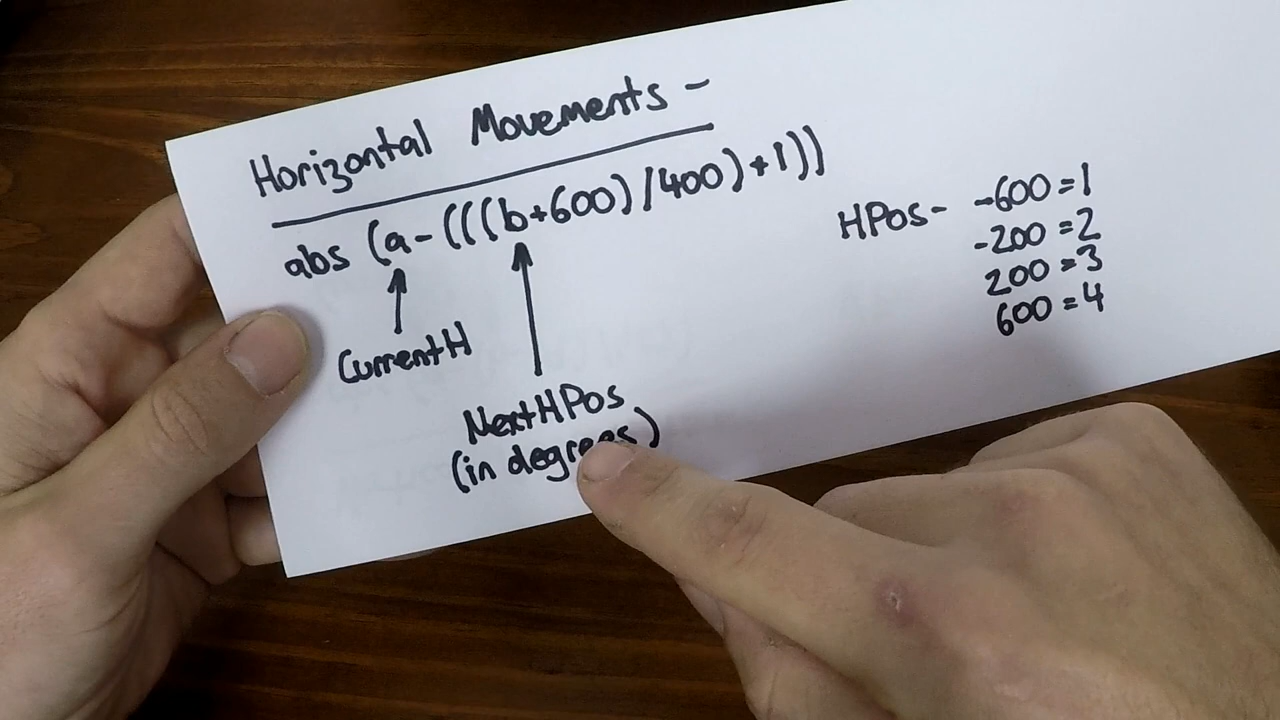 Horizontal Movements -
abs (a-(((b+600)/400)+1))
CurrentH
NextHPos
(in degrees)
HPos- -600=1
-200=2
200=3
600=4